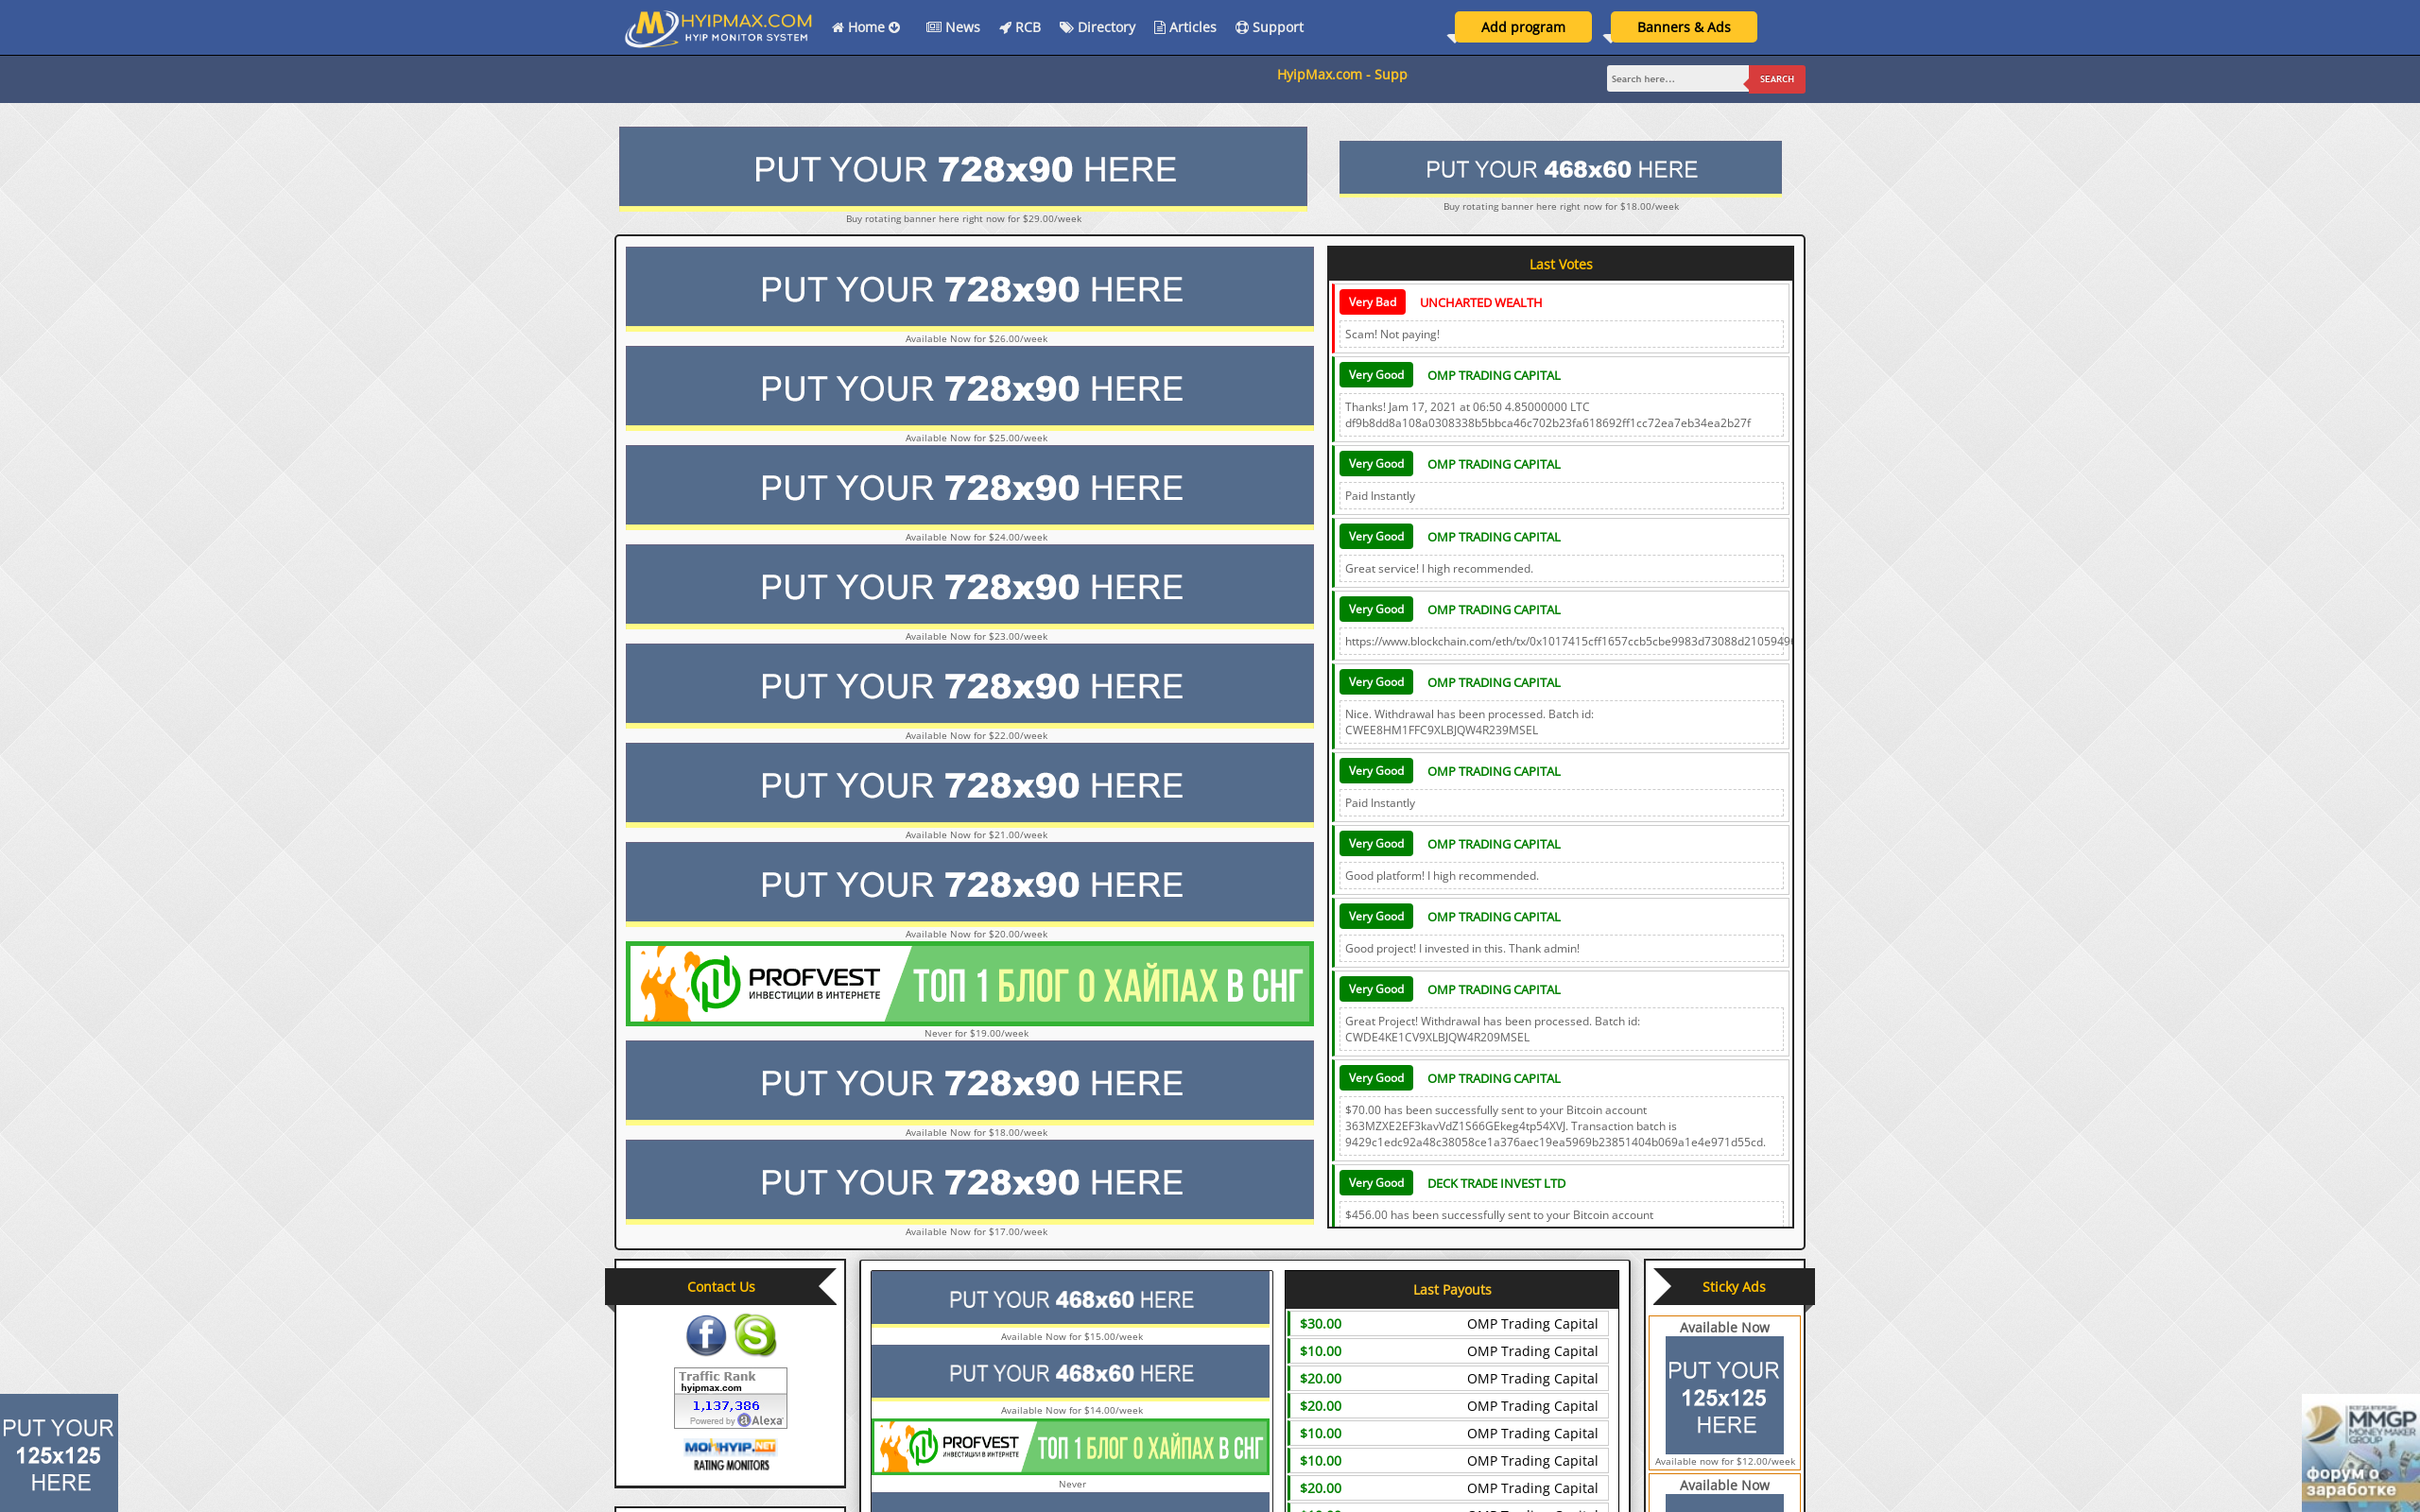 HYIPMAX.COM
HYIP MONITOR SYSTEM
Home
News
RCB
Directory
Articles
Support
Add program
Banners & Ads
HyipMax.com - Supp
Search here...
SEARCH
PUT YOUR 728x90 HERE
Buy rotating banner here right now for $29.00/week
PUT YOUR 468x60 HERE
Buy rotating banner here right now for $18.00/week
PUT YOUR 728x90 HERE
Available Now for $26.00/week
PUT YOUR 728x90 HERE
Available Now for $25.00/week
PUT YOUR 728x90 HERE
Available Now for $24.00/week
PUT YOUR 728x90 HERE
Available Now for $23.00/week
PUT YOUR 728x90 HERE
Available Now for $22.00/week
PUT YOUR 728x90 HERE
Available Now for $21.00/week
PUT YOUR 728x90 HERE
Available Now for $20.00/week
PROFVEST
ИНВЕСТИЦИИ В ИНТЕРНЕТЕ
ТОП 1 БЛОГ О ХАЙПАХ В СНГ
Never for $19.00/week
PUT YOUR 728x90 HERE
Available Now for $18.00/week
PUT YOUR 728x90 HERE
Available Now for $17.00/week
Last Votes
Very Bad UNCHARTED WEALTH
Scam! Not paying!
Very Good OMP TRADING CAPITAL
Thanks! Jam 17, 2021 at 06:50 4.85000000 LTC
df9b8dd8a108a0308338b5bbca46c702b23fa618692ff1cc72ea7eb34ea2b27f
Very Good OMP TRADING CAPITAL
Paid Instantly
Very Good OMP TRADING CAPITAL
Great service! I high recommended.
Very Good OMP TRADING CAPITAL
https://www.blockchain.com/eth/tx/0x1017415cff1657ccb5cbe9983d73088d2105949
Very Good OMP TRADING CAPITAL
Nice. Withdrawal has been processed. Batch id:
CWEE8HM1FFC9XLBJQW4R239MSEL
Very Good OMP TRADING CAPITAL
Paid Instantly
Very Good OMP TRADING CAPITAL
Good platform! I high recommended.
Very Good OMP TRADING CAPITAL
Good project! I invested in this. Thank admin!
Very Good OMP TRADING CAPITAL
Great Project! Withdrawal has been processed. Batch id:
CWDE4KE1CV9XLBJQW4R209MSEL
Very Good OMP TRADING CAPITAL
$70.00 has been successfully sent to your Bitcoin account
363MZXE2EF3kavVdZ1S66GEkeg4tp54XVJ. Transaction batch is
9429c1edc92a48c38058ce1a376aec19ea5969b23851404b069a1e4e971d55cd.
Very Good DECK TRADE INVEST LTD
$456.00 has been successfully sent to your Bitcoin account
Contact Us
Traffic Rank
hyipmax.com
1,137,386
Powered by Alexa
MONHYIP.NET
RATING MONITORS
PUT YOUR 468x60 HERE
Available Now for $15.00/week
PUT YOUR 468x60 HERE
Available Now for $14.00/week
PROFVEST
ИНВЕСТИЦИИ В ИНТЕРНЕТЕ
ТОП 1 БЛОГ О ХАЙПАХ В СНГ
Never
Last Payouts
$30.00 OMP Trading Capital
$10.00 OMP Trading Capital
$20.00 OMP Trading Capital
$20.00 OMP Trading Capital
$10.00 OMP Trading Capital
$10.00 OMP Trading Capital
$20.00 OMP Trading Capital
Sticky Ads
Available Now
PUT YOUR
125x125
HERE
Available now for $12.00/week
Available Now
PUT YOUR
125x125
HERE
MMGP
MONEY MAKER
GROUP
форум о
заработке